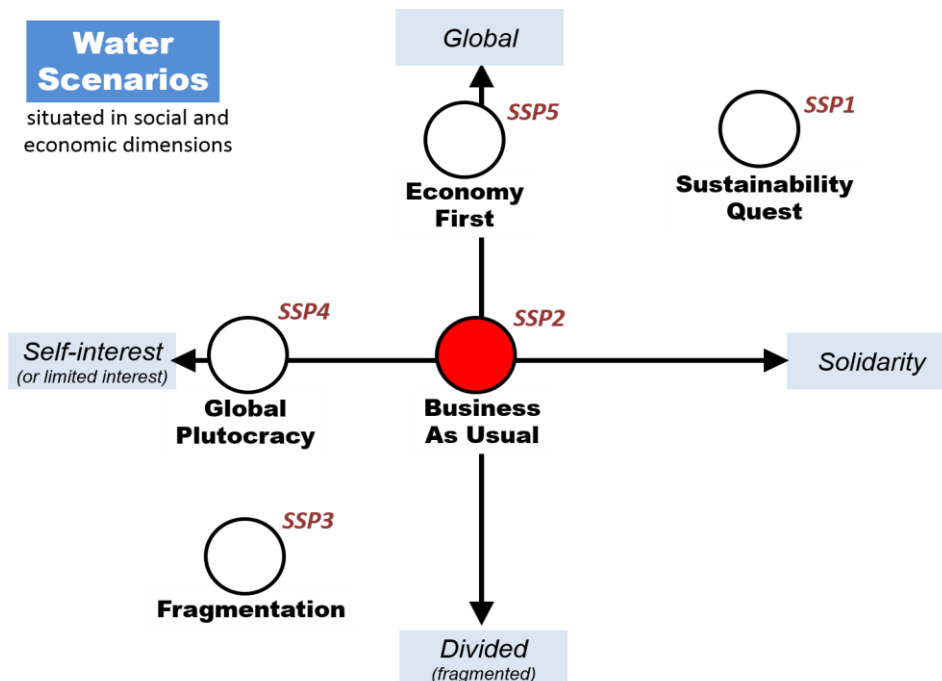 Water
Scenarios
situated in social and
economic dimensions
Global
SSP5
Economy
First
SSP1
Sustainability
Quest
SSP4
Global
Plutocracy
SSP2
Business
As Usual
Self-interest
(or limited interest)
Solidarity
SSP3
Fragmentation
Divided
(fragmented)